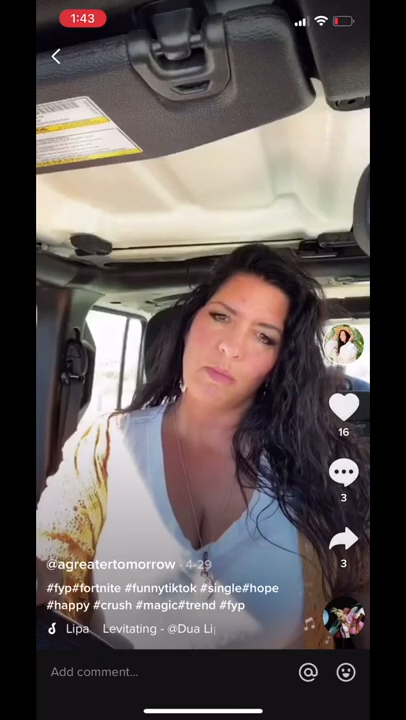 1:43
16
3
3
@agreatertomorrow · 4-29
#fyp#fortnite #funnytiktok #single#hope
#happy #crush #magic#trend #fyp
Lipa Levitating - @Dua Li
Add comment...